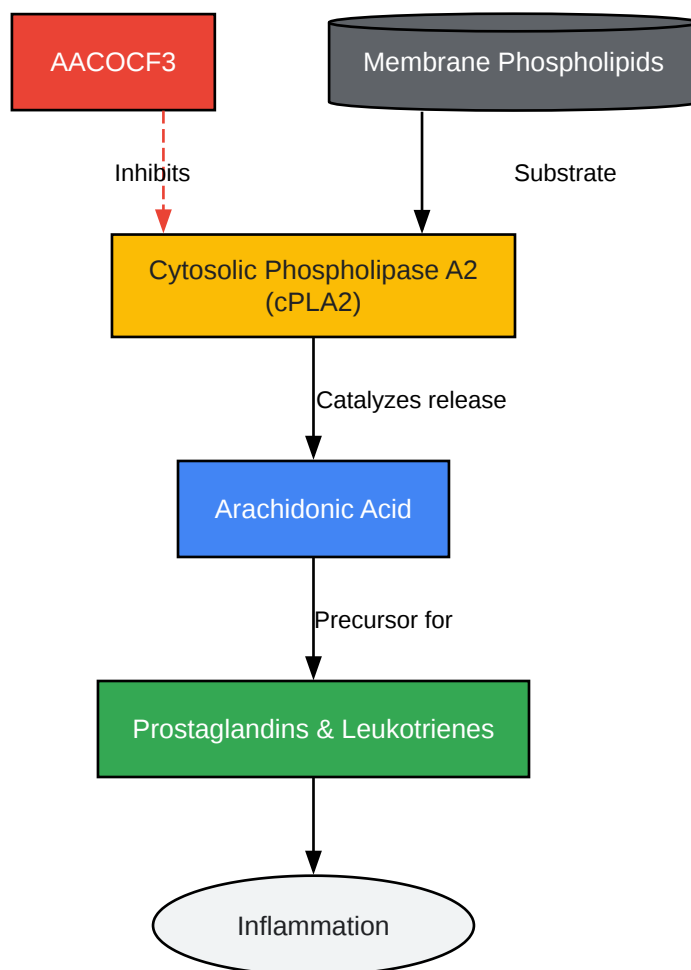 AACOCF3
Membrane Phospholipids
Inhibits
Substrate
Cytosolic Phospholipase A2
(cPLA2)
Catalyzes release
Arachidonic Acid
Precursor for
Prostaglandins & Leukotrienes
Inflammation